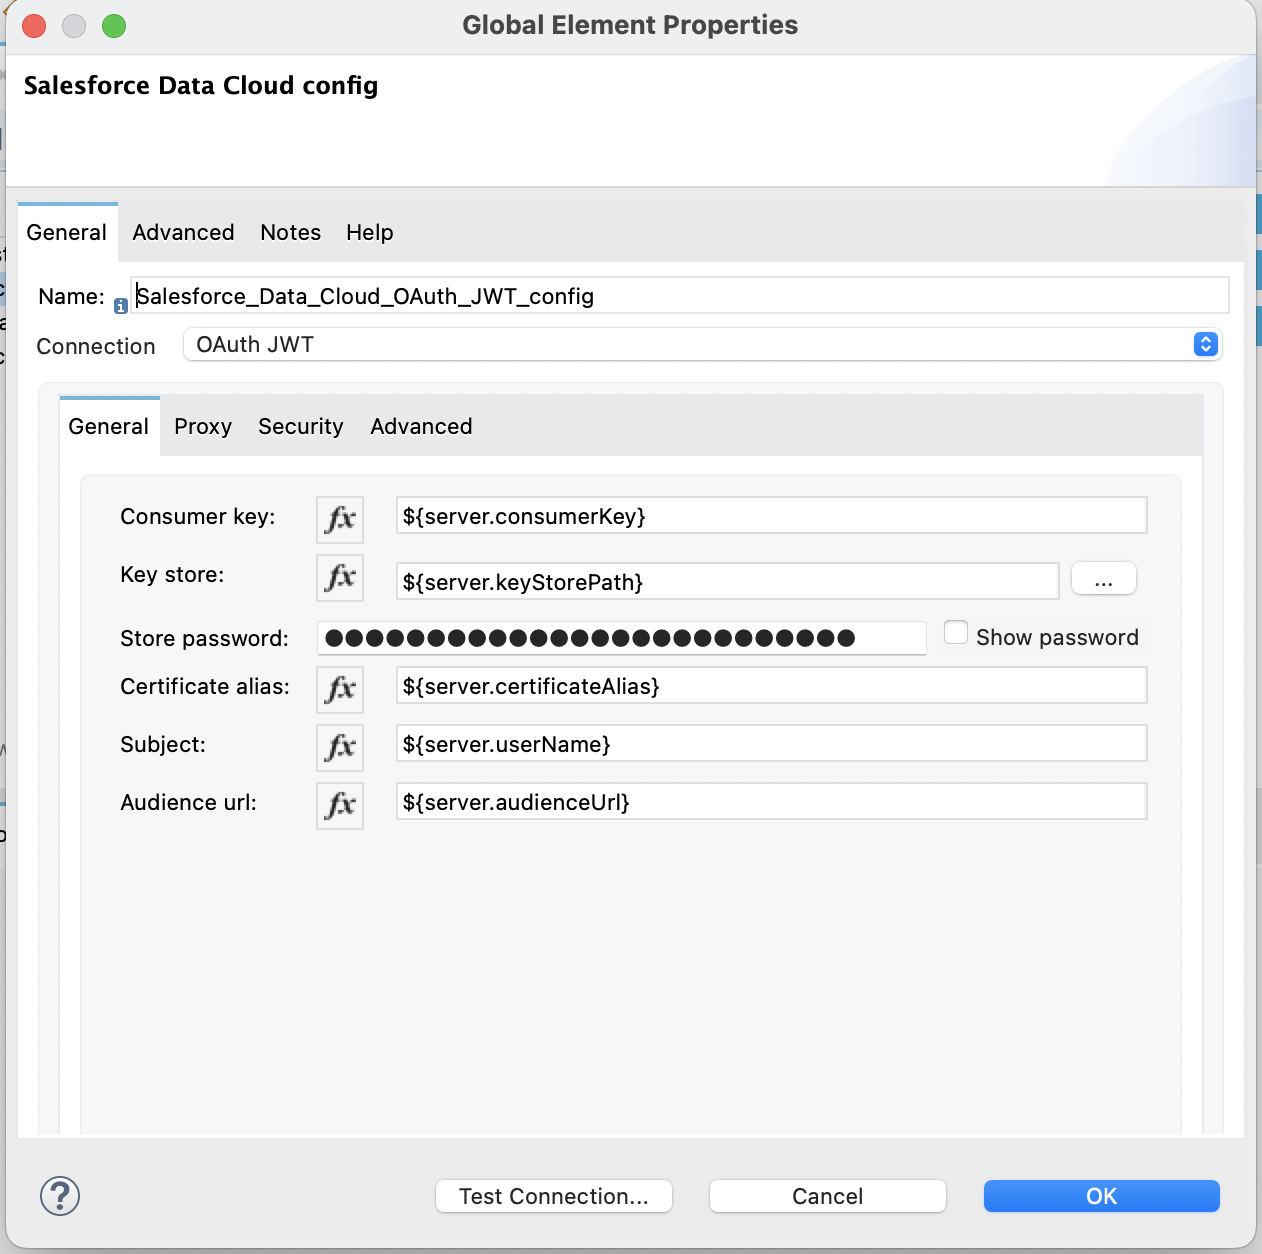 Global Element Properties
Salesforce Data Cloud config
General Advanced Notes Help
Name: Salesforce_Data_Cloud_OAuth_JWT_config
Connection OAuth JWT
General Proxy Security Advanced
Consumer key: fx ${server.consumerKey}
Key store: fx ${server.keyStorePath} ...
Store password: ●●●●●●●●●●●●●●●●●●●●●●●●●● Show password
Certificate alias: fx ${server.certificateAlias}
Subject: fx ${server.userName}
Audience url: fx ${server.audienceUrl}
? Test Connection... Cancel OK